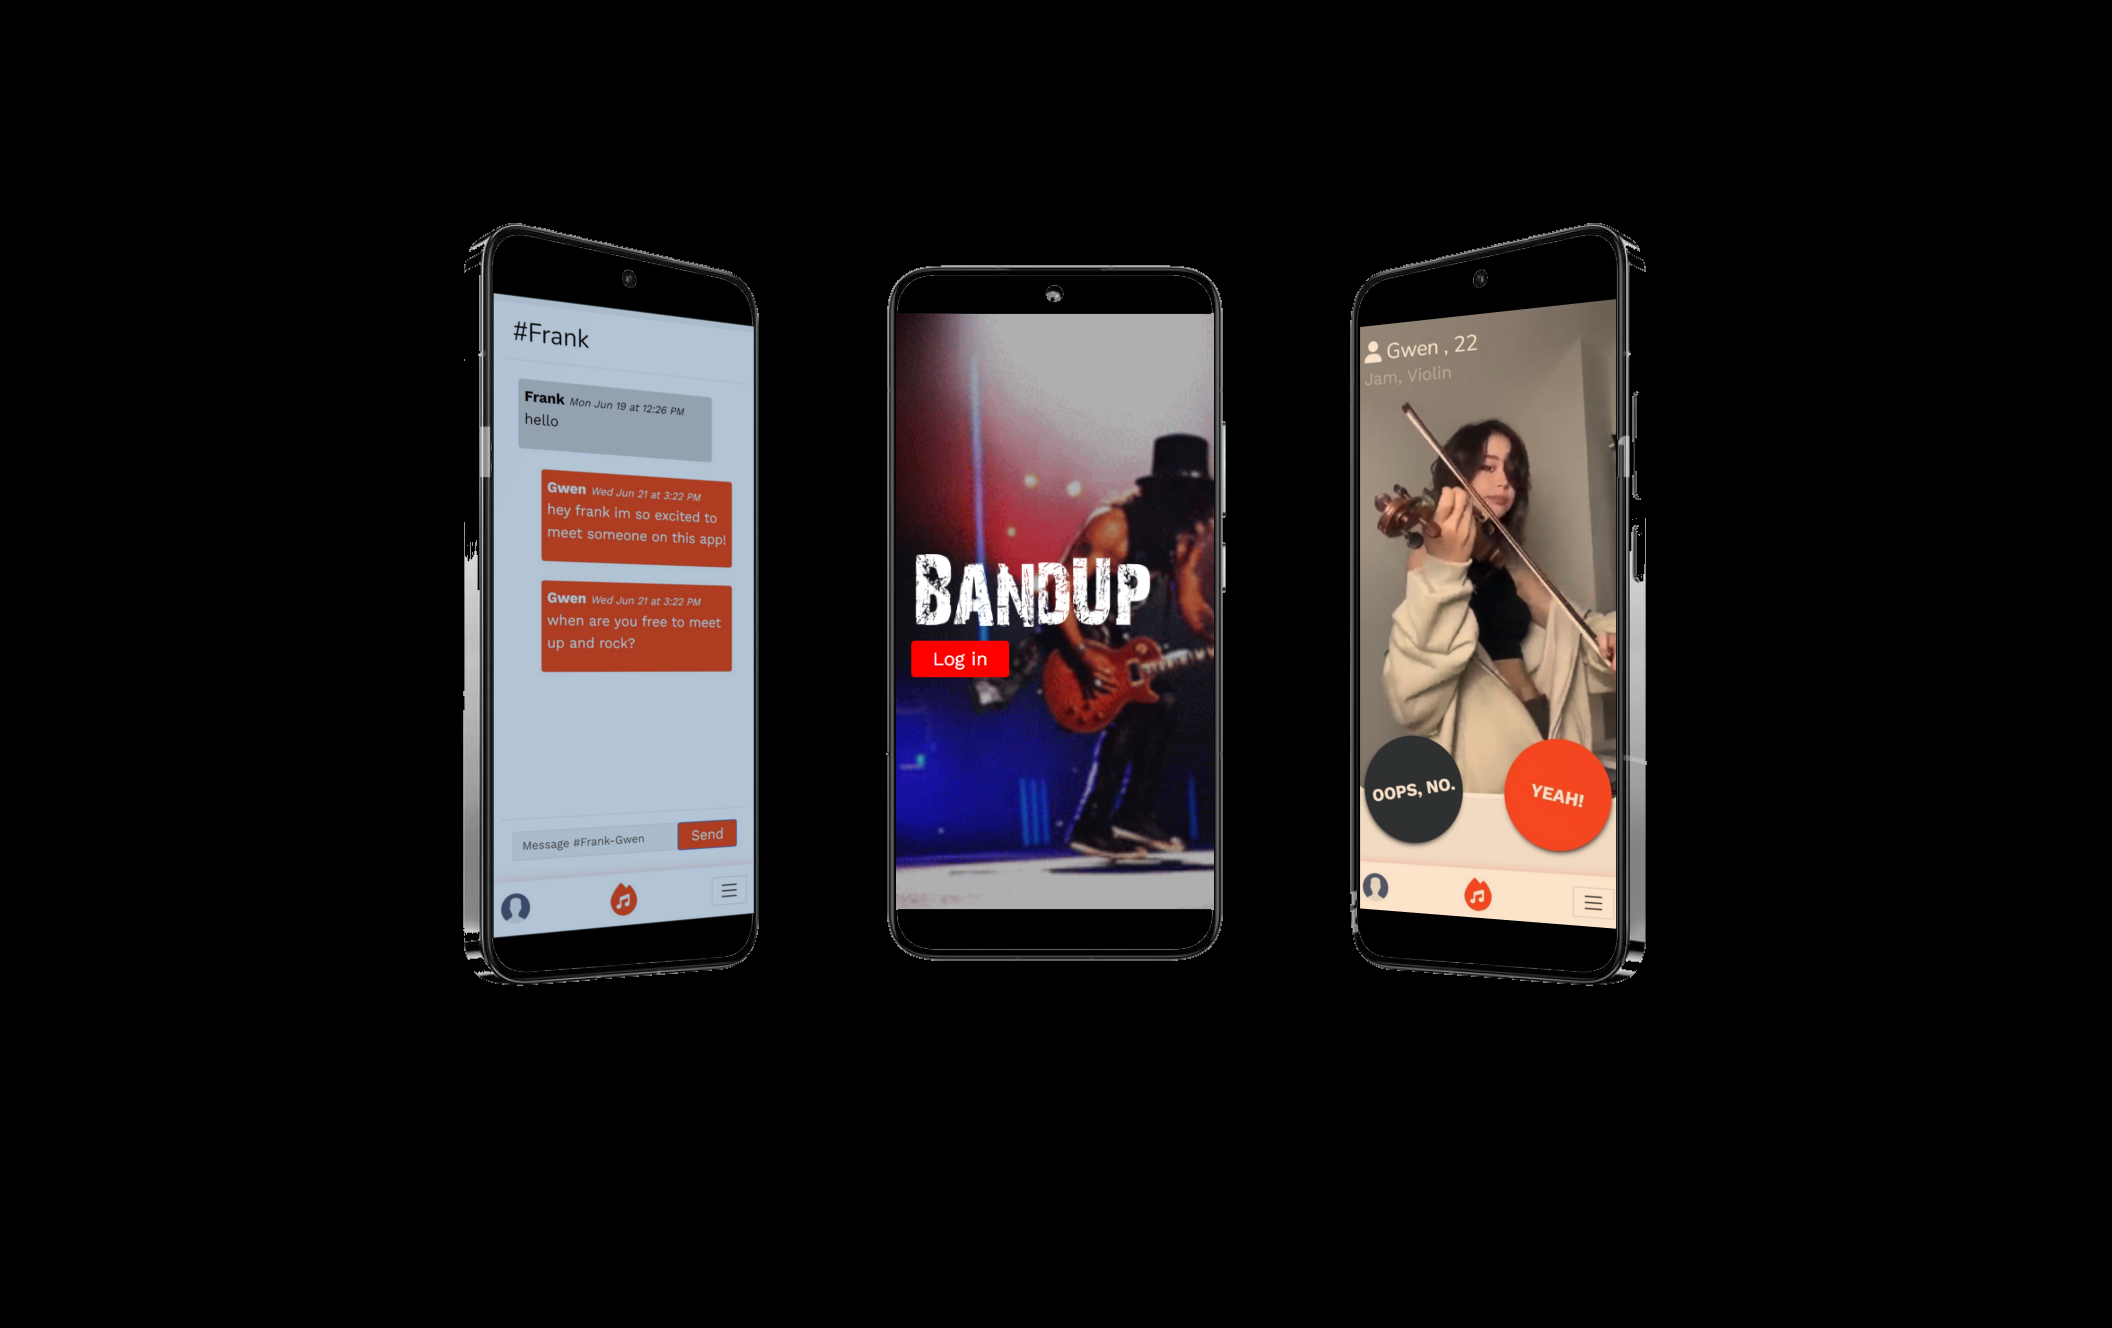 #Frank
Frank Mon Jun 19 at 12:26 PM
hello
Gwen Wed Jun 21 at 3:22 PM
hey frank im so excited to
meet someone on this app!
Gwen Wed Jun 21 at 3:22 PM
when are you free to meet
up and rock?
Message #Frank-Gwen
Send
BANDUP
Log in
Gwen , 22
Jam, Violin
OOPS, NO.
YEAH!